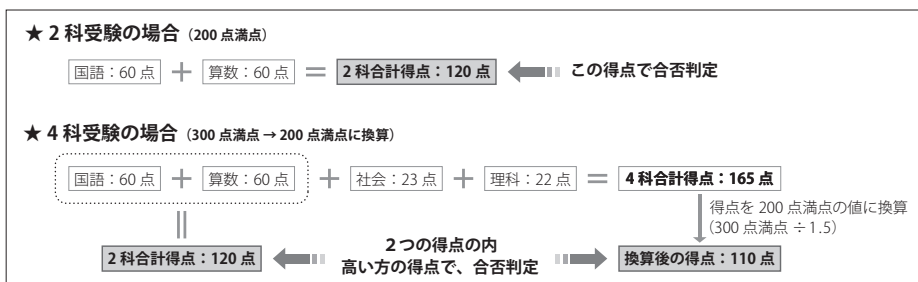 ★ 2 科受験の場合（200 点満点）
国語：60 点 ＋ 算数：60 点 ＝ 2 科合計得点：120 点 この得点で合否判定
★ 4 科受験の場合（300 点満点 → 200 点満点に換算）
国語：60 点 ＋ 算数：60 点 ＋ 社会：23 点 ＋ 理科：22 点 ＝ 4 科合計得点：165 点
得点を 200 点満点の値に換算
（300 点満点 ÷ 1.5）
2 つの得点の内
高い方の得点で、合否判定
2 科合計得点：120 点
換算後の得点：110 点